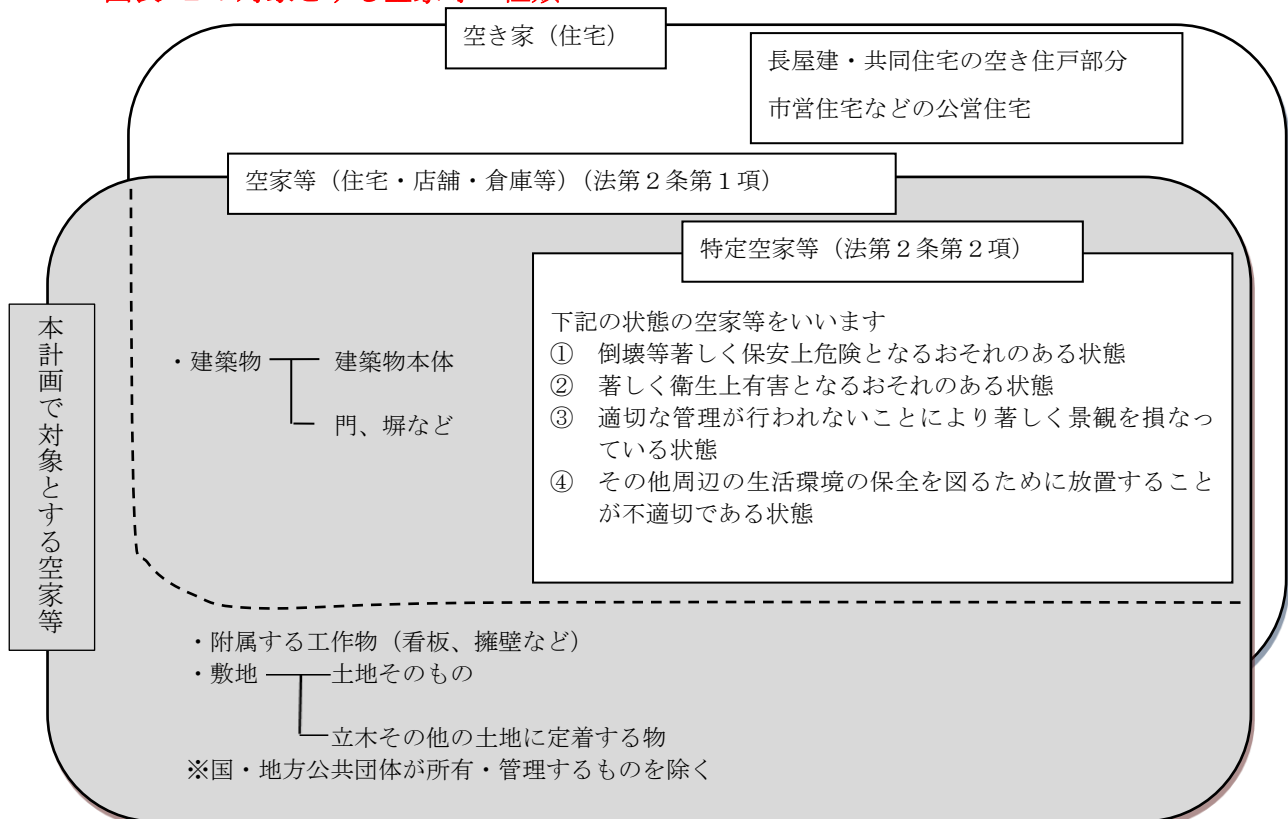 空き家（住宅）
長屋建・共同住宅の空き住戸部分
市営住宅などの公営住宅
空家等（住宅・店舗・倉庫等）（法第２条第１項）
特定空家等（法第２条第２項）
本計画で対象とする空家等
・建築物
建築物本体
門、塀など
下記の状態の空家等をいいます
① 倒壊等著しく保安上危険となるおそれのある状態
② 著しく衛生上有害となるおそれのある状態
③ 適切な管理が行われないことにより著しく景観を損なっ
ている状態
④ その他周辺の生活環境の保全を図るために放置すること
が不適切である状態
・附属する工作物（看板、擁壁など）
・敷地
土地そのもの
立木その他の土地に定着する物
※国・地方公共団体が所有・管理するものを除く